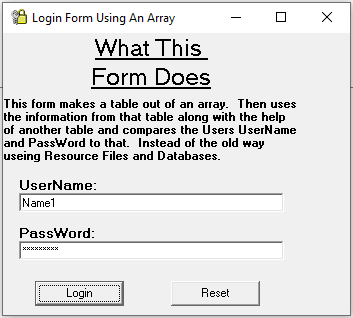 Login Form Using An Array
What This
Form Does
This form makes a table out of an array.  Then uses
the information from that table along with the help
of another table and compares the Users UserName
and PassWord to that.  Instead of the old way
useing Resource Files and Databases.
UserName:
Name1
PassWord:
*********
Login
Reset